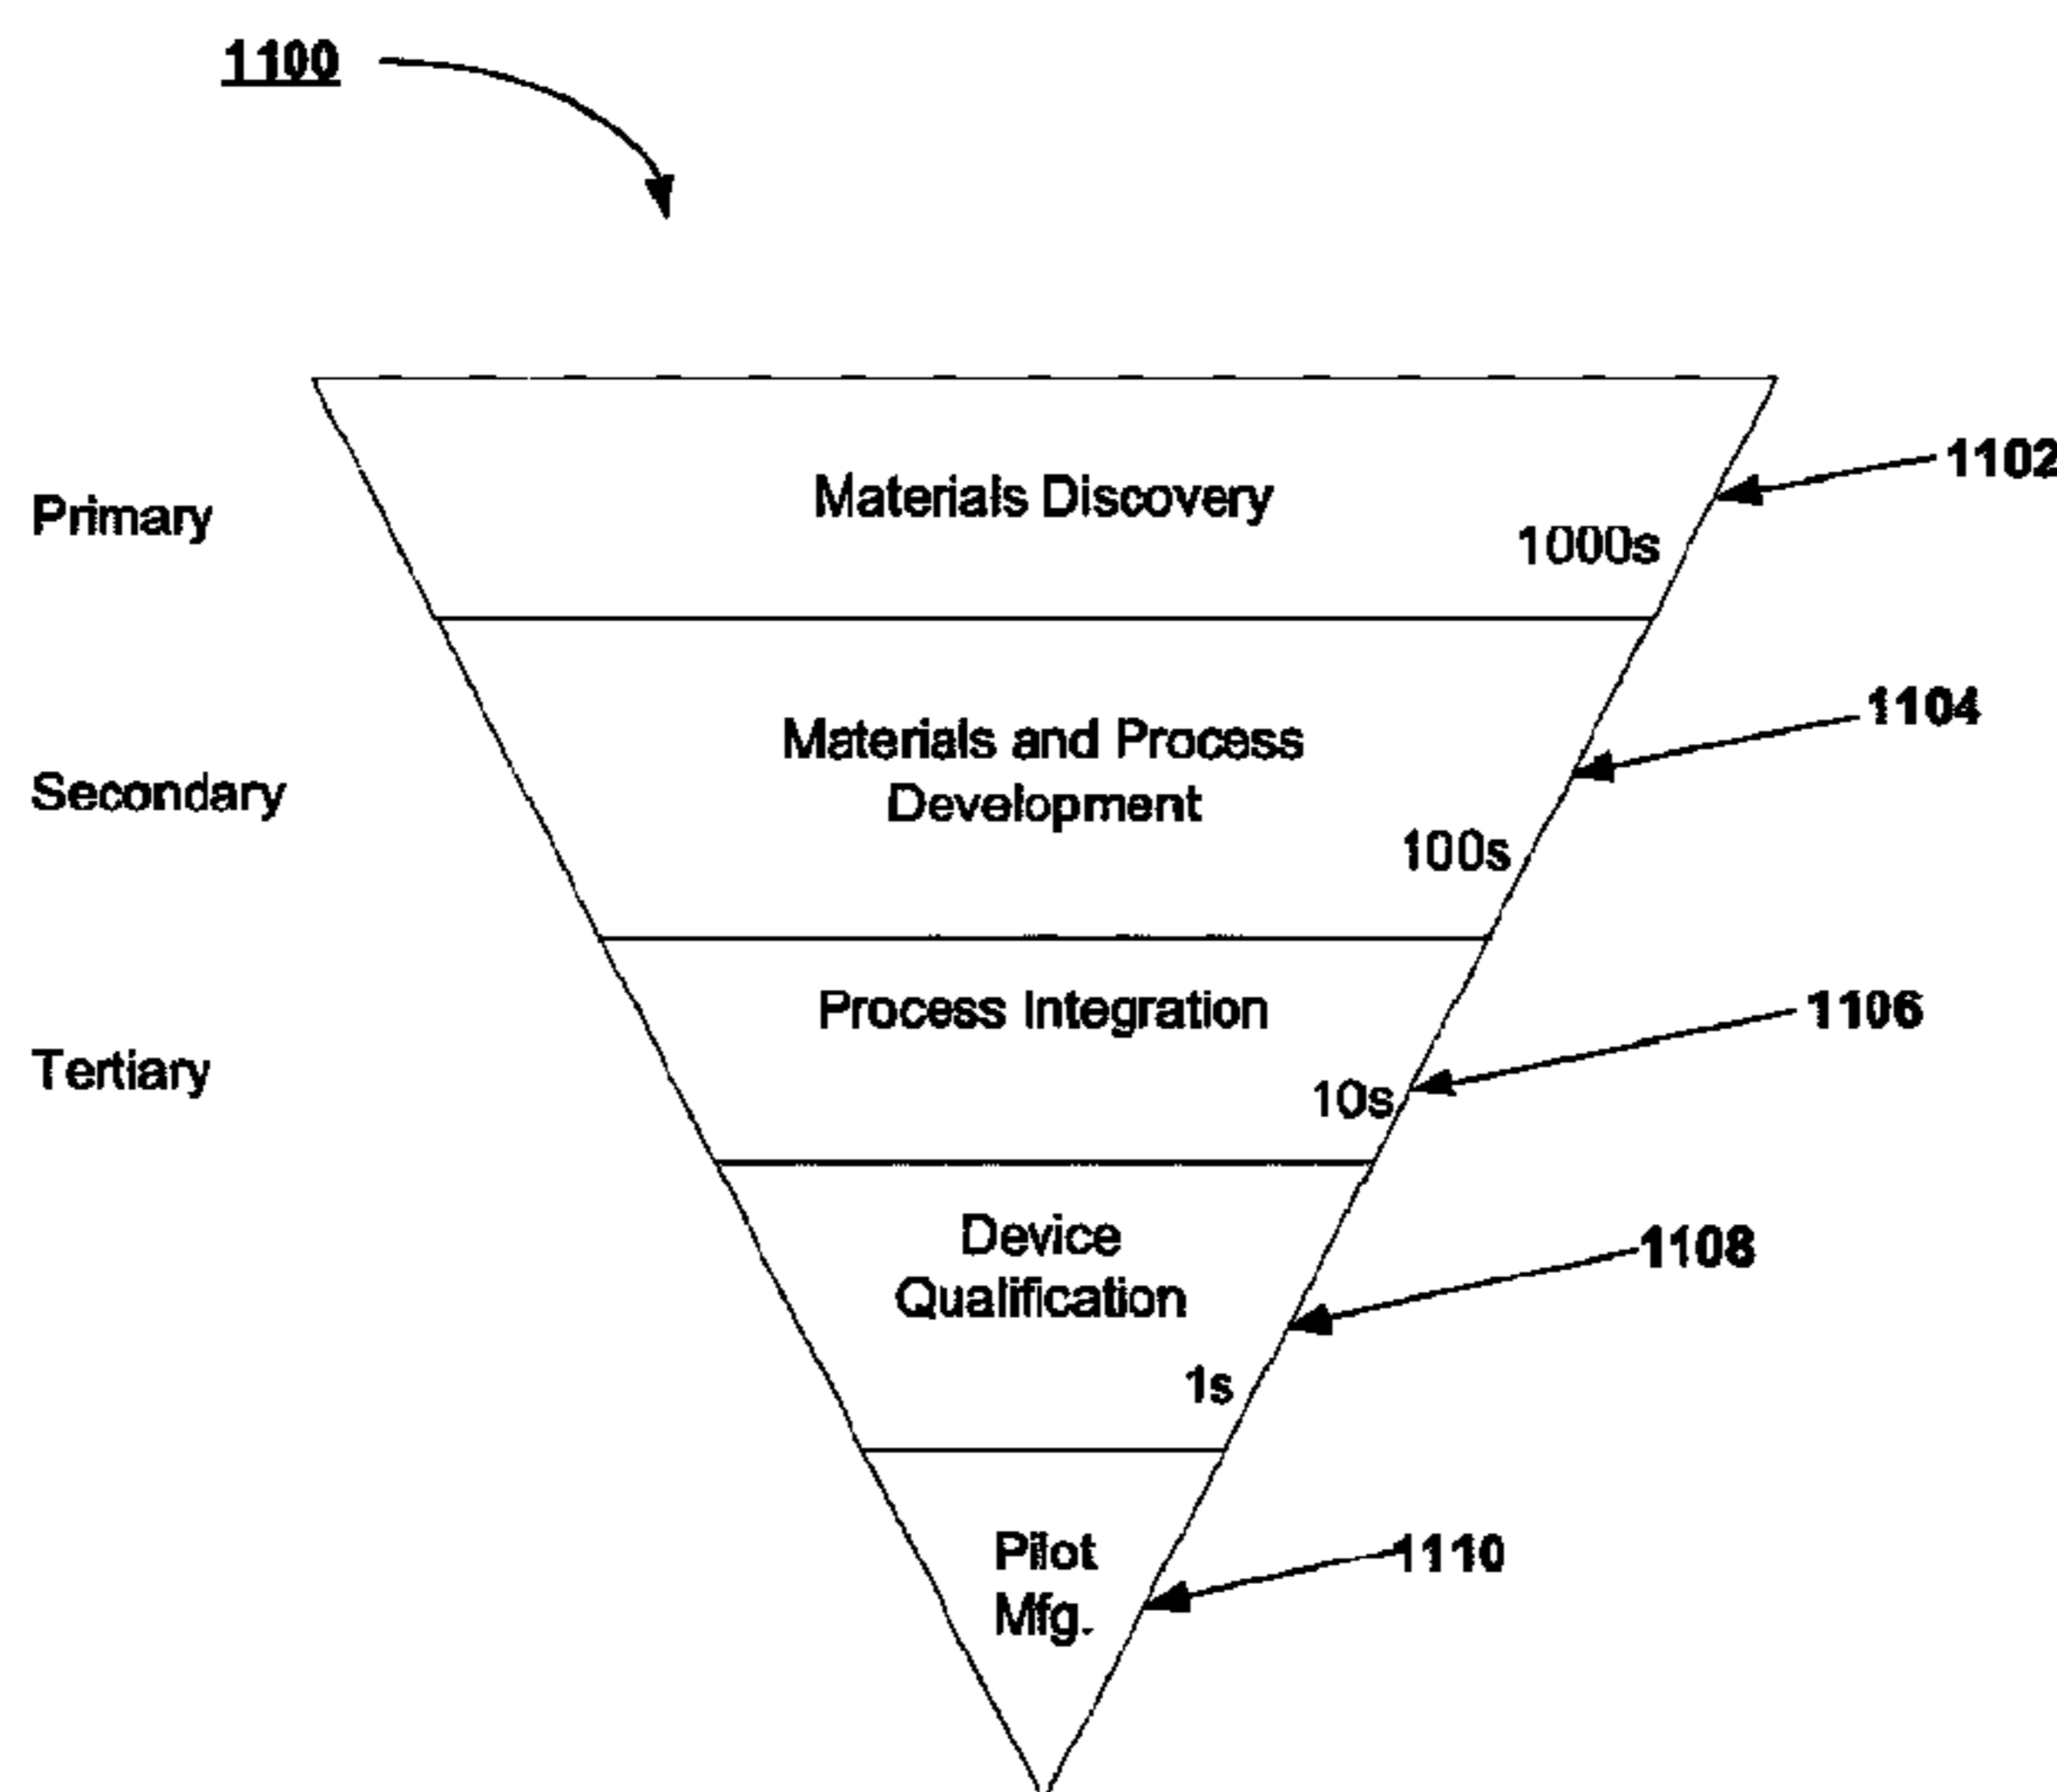 1100
Materials Discovery
1102
Primary
1000s
1104
Materials and Process
Development
Secondary
100s
Process Integration
1106
Tertiary
10s
Device
Qualification
1108
1s
Pilot
Mfg.
1110